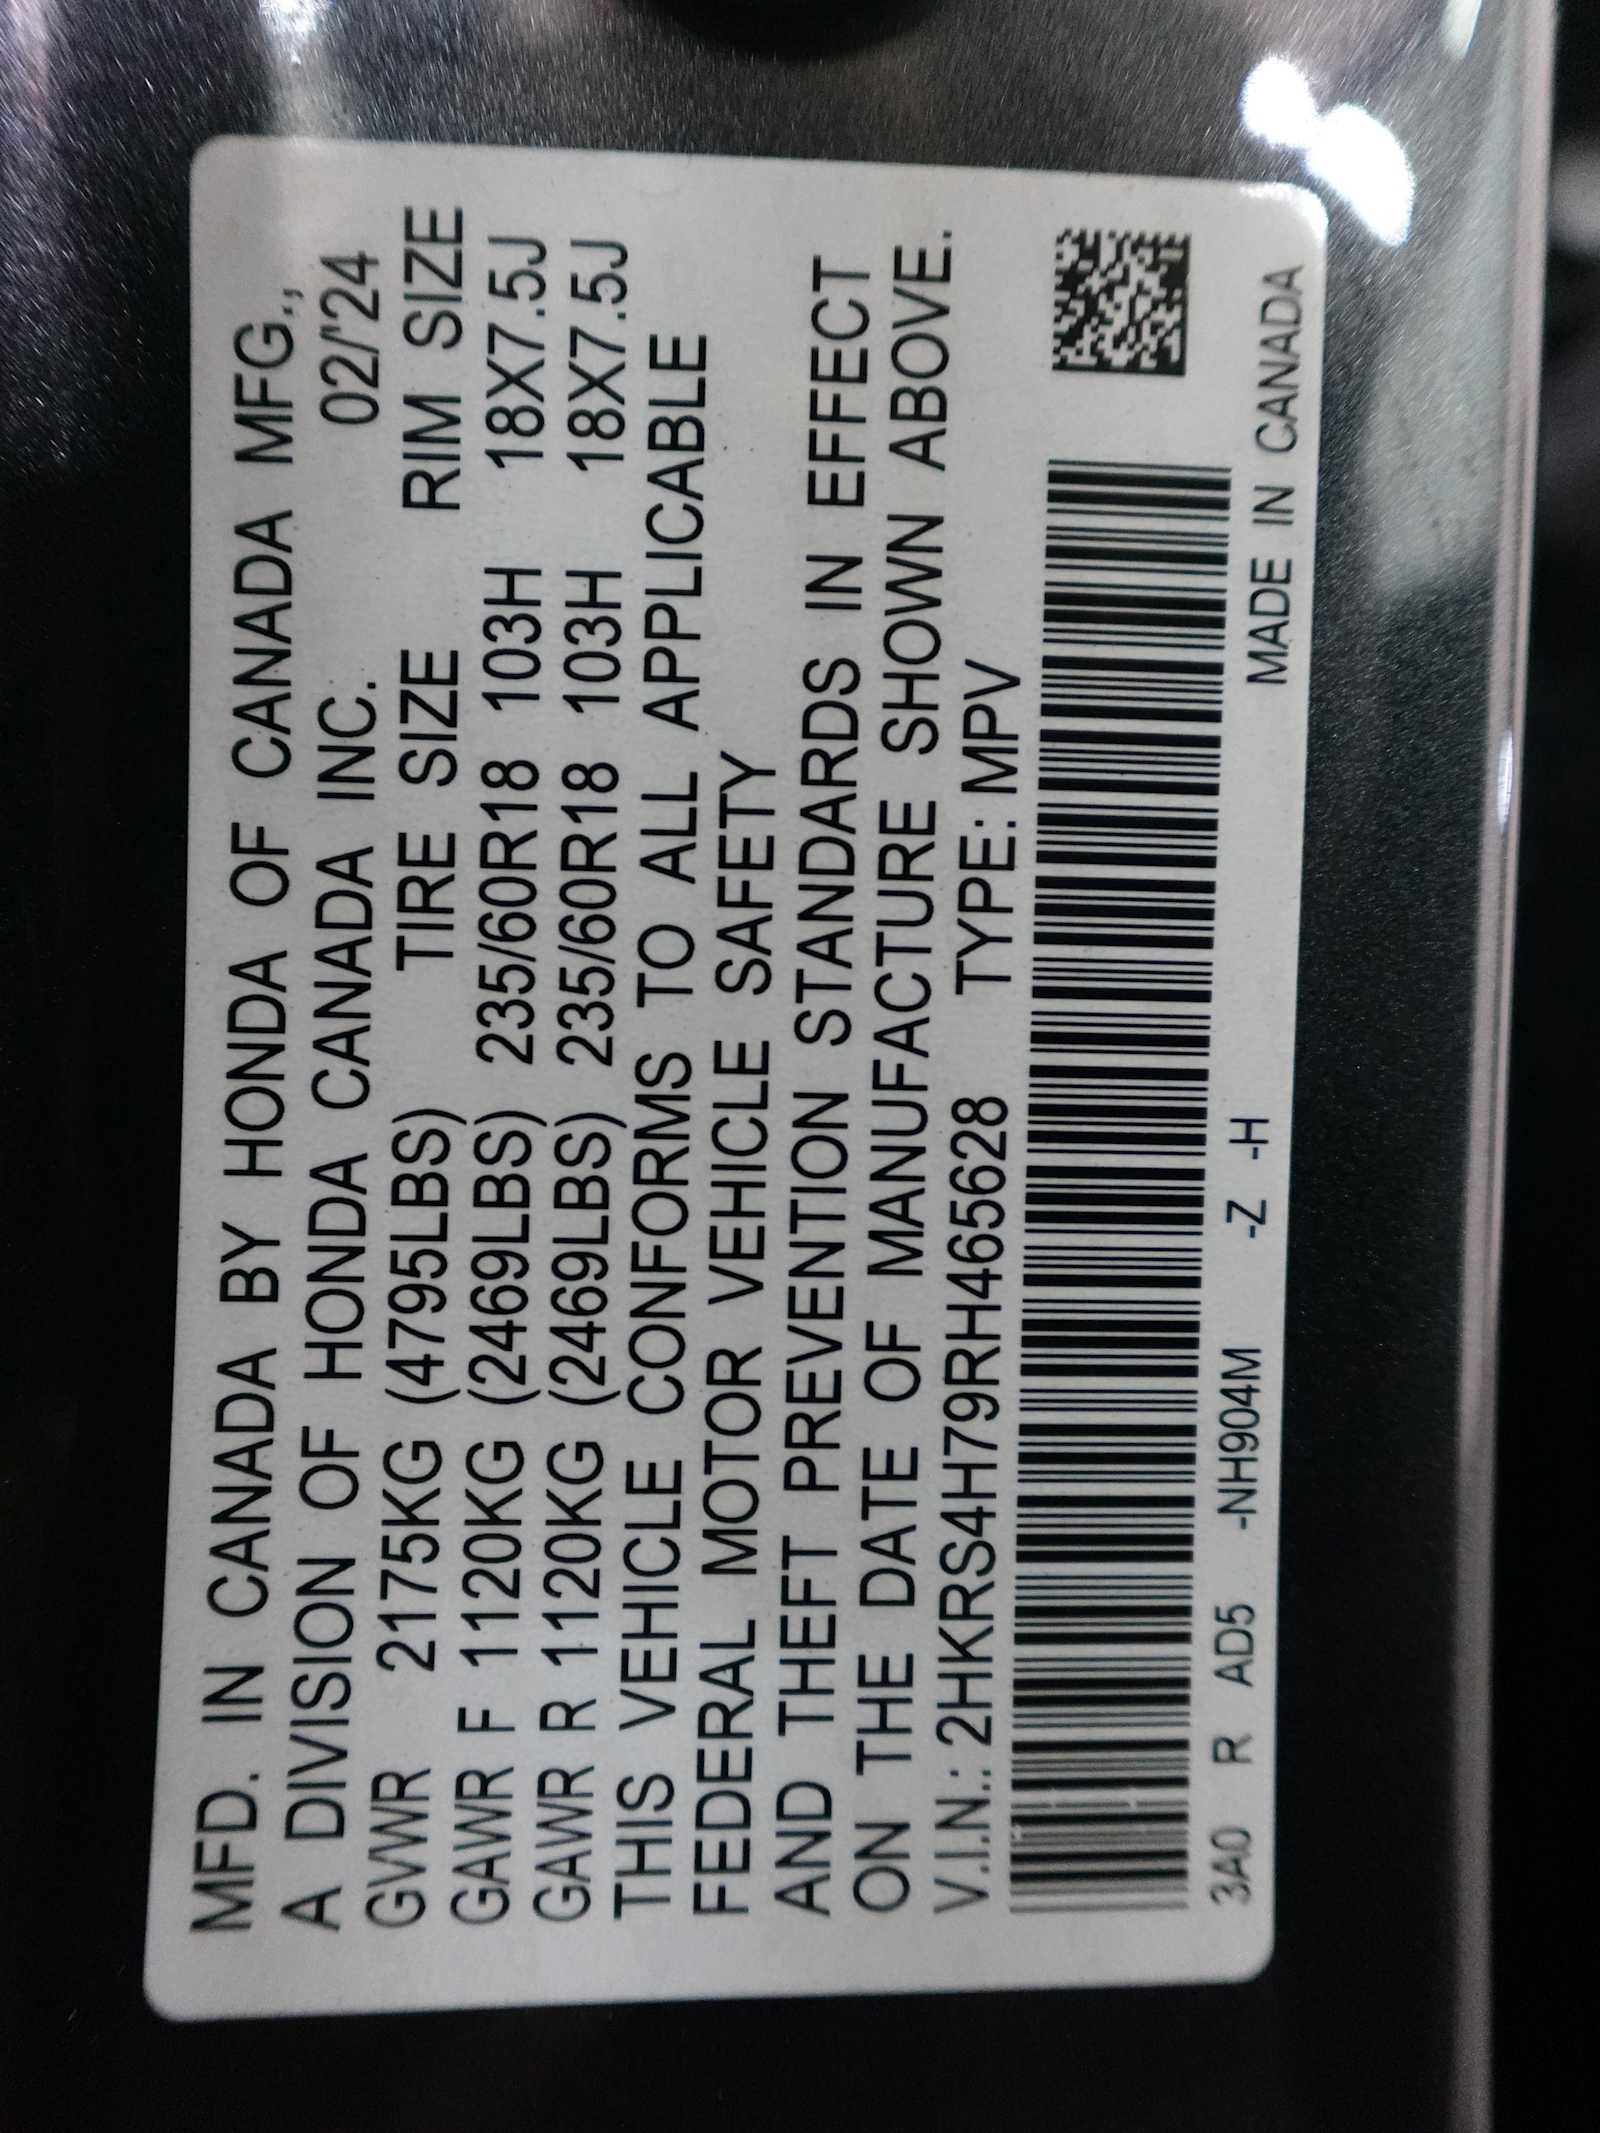 MFD. IN CANADA BY HONDA OF CANADA MFG.,
A DIVISION OF HONDA CANADA INC. 02/'24
GVWR 2175KG (4795LBS) TIRE SIZE RIM SIZE
GAWR F 1120KG (2469LBS) 235/60R18 103H 18X7.5J
GAWR R 1120KG (2469LBS) 235/60R18 103H 18X7.5J
THIS VEHICLE CONFORMS TO ALL APPLICABLE
FEDERAL MOTOR VEHICLE SAFETY
AND THEFT PREVENTION STANDARDS IN EFFECT
ON THE DATE OF MANUFACTURE SHOWN ABOVE.
V.I.N.: 2HKRS4H79RH465628 TYPE: MPV
3A0 R AD5 -NH904M -Z -H MADE IN CANADA